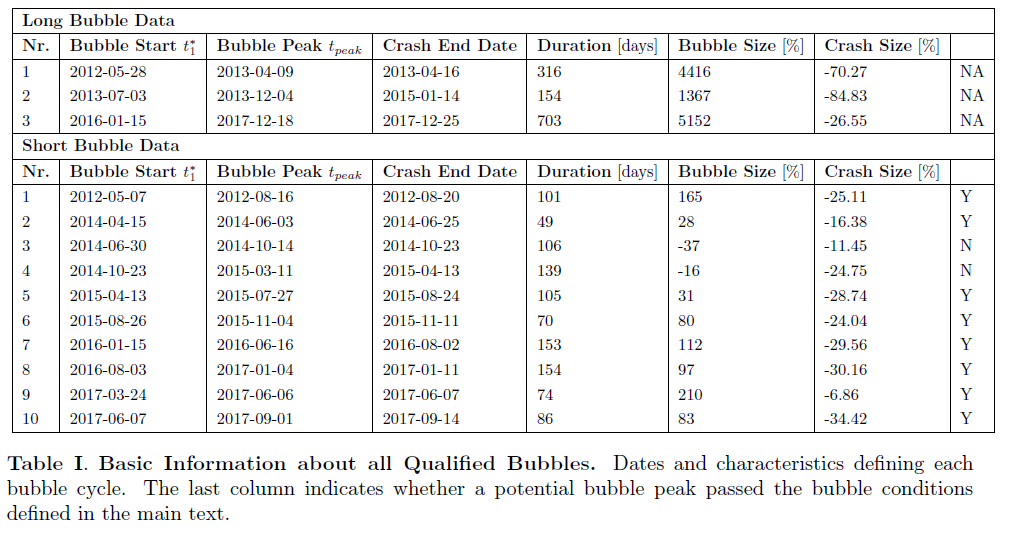 Long Bubble Data
Nr. Bubble Start t₁* Bubble Peak t_peak Crash End Date Duration [days] Bubble Size [%] Crash Size [%]
1 2012-05-28 2013-04-09 2013-04-16 316 4416 -70.27 NA
2 2013-07-03 2013-12-04 2015-01-14 154 1367 -84.83 NA
3 2016-01-15 2017-12-18 2017-12-25 703 5152 -26.55 NA
Short Bubble Data
Nr. Bubble Start t₁* Bubble Peak t_peak Crash End Date Duration [days] Bubble Size [%] Crash Size [%]
1 2012-05-07 2012-08-16 2012-08-20 101 165 -25.11 Y
2 2014-04-15 2014-06-03 2014-06-25 49 28 -16.38 Y
3 2014-06-30 2014-10-14 2014-10-23 106 -37 -11.45 N
4 2014-10-23 2015-03-11 2015-04-13 139 -16 -24.75 N
5 2015-04-13 2015-07-27 2015-08-24 105 31 -28.74 Y
6 2015-08-26 2015-11-04 2015-11-11 70 80 -24.04 Y
7 2016-01-15 2016-06-16 2016-08-02 153 112 -29.56 Y
8 2016-08-03 2017-01-04 2017-01-11 154 97 -30.16 Y
9 2017-03-24 2017-06-06 2017-06-07 74 210 -6.86 Y
10 2017-06-07 2017-09-01 2017-09-14 86 83 -34.42 Y
Table I. Basic Information about all Qualified Bubbles. Dates and characteristics defining each
bubble cycle. The last column indicates whether a potential bubble peak passed the bubble conditions
defined in the main text.